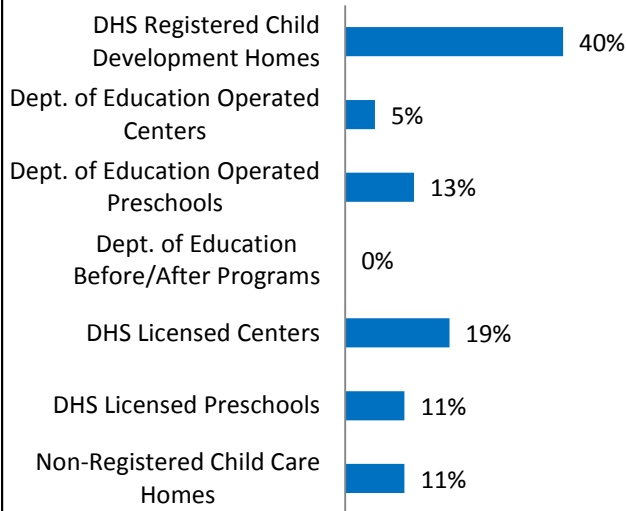 DHS Registered Child
Development Homes
40%
Dept. of Education Operated
Centers
5%
Dept. of Education Operated
Preschools
13%
Dept. of Education
Before/After Programs
0%
DHS Licensed Centers
19%
DHS Licensed Preschools
11%
Non-Registered Child Care
Homes
11%